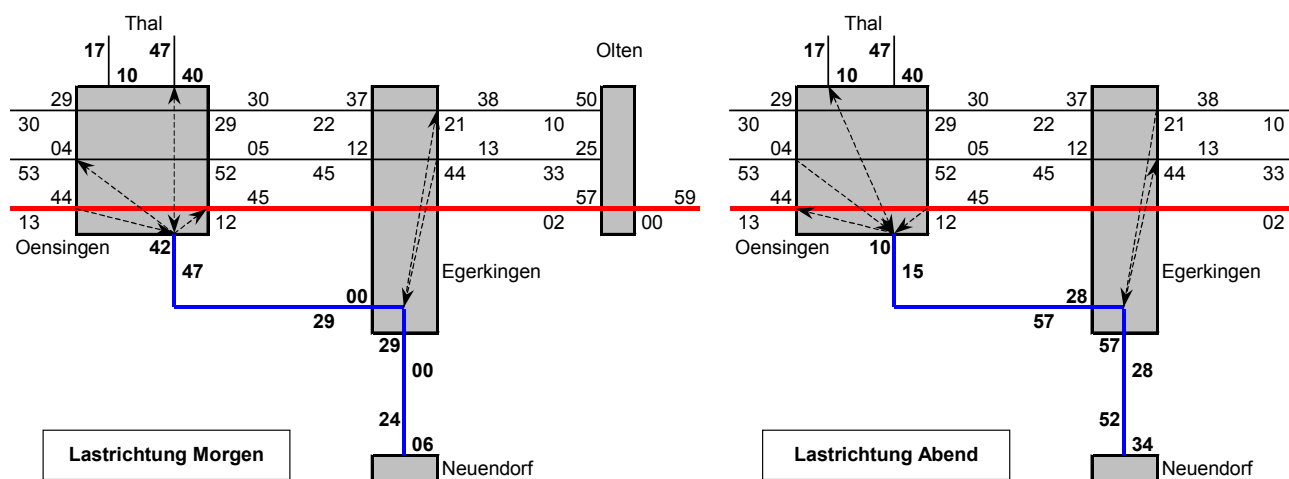 Thal
17 47
10 40
Olten
29 30 37 38 50
30 29 22 21 10
04 05 12 13 25
53 52 45 44 33
44 45 57 59
13 12 02 00
Oensingen 42
47
Egerkingen
00
29
29
00
24
06
Lastrichtung Morgen
Neuendorf
Thal
17 47
10 40
29 30 37 38
30 29 22 21 10
04 05 12 13
53 52 45 44 33
44 45
13 12 02
Oensingen 10
15
Egerkingen
28
57
57
28
52
34
Lastrichtung Abend
Neuendorf